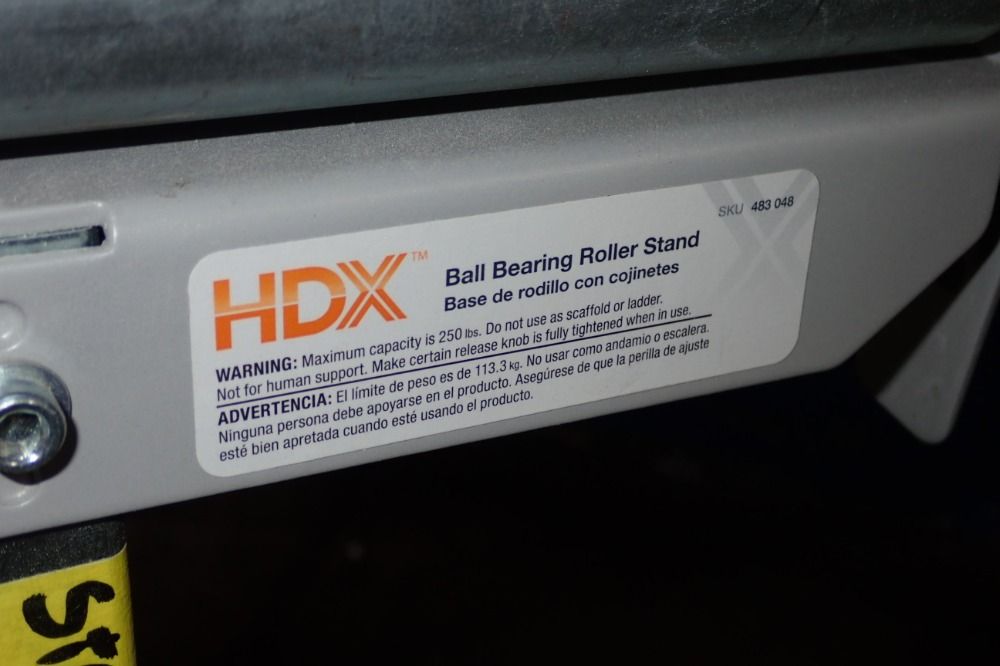 SKU 483 048
HDX™
Ball Bearing Roller Stand
Base de rodillo con cojinetes
WARNING: Maximum capacity is 250 lbs. Do not use as scaffold or ladder.
Not for human support. Make certain release knob is fully tightened when in use.
ADVERTENCIA: El límite de peso es de 113.3 kg. No usar como andamio o escalera.
Ninguna persona debe apoyarse en el producto. Asegúrese de que la perilla de ajuste
esté bien apretada cuando esté usando el producto.